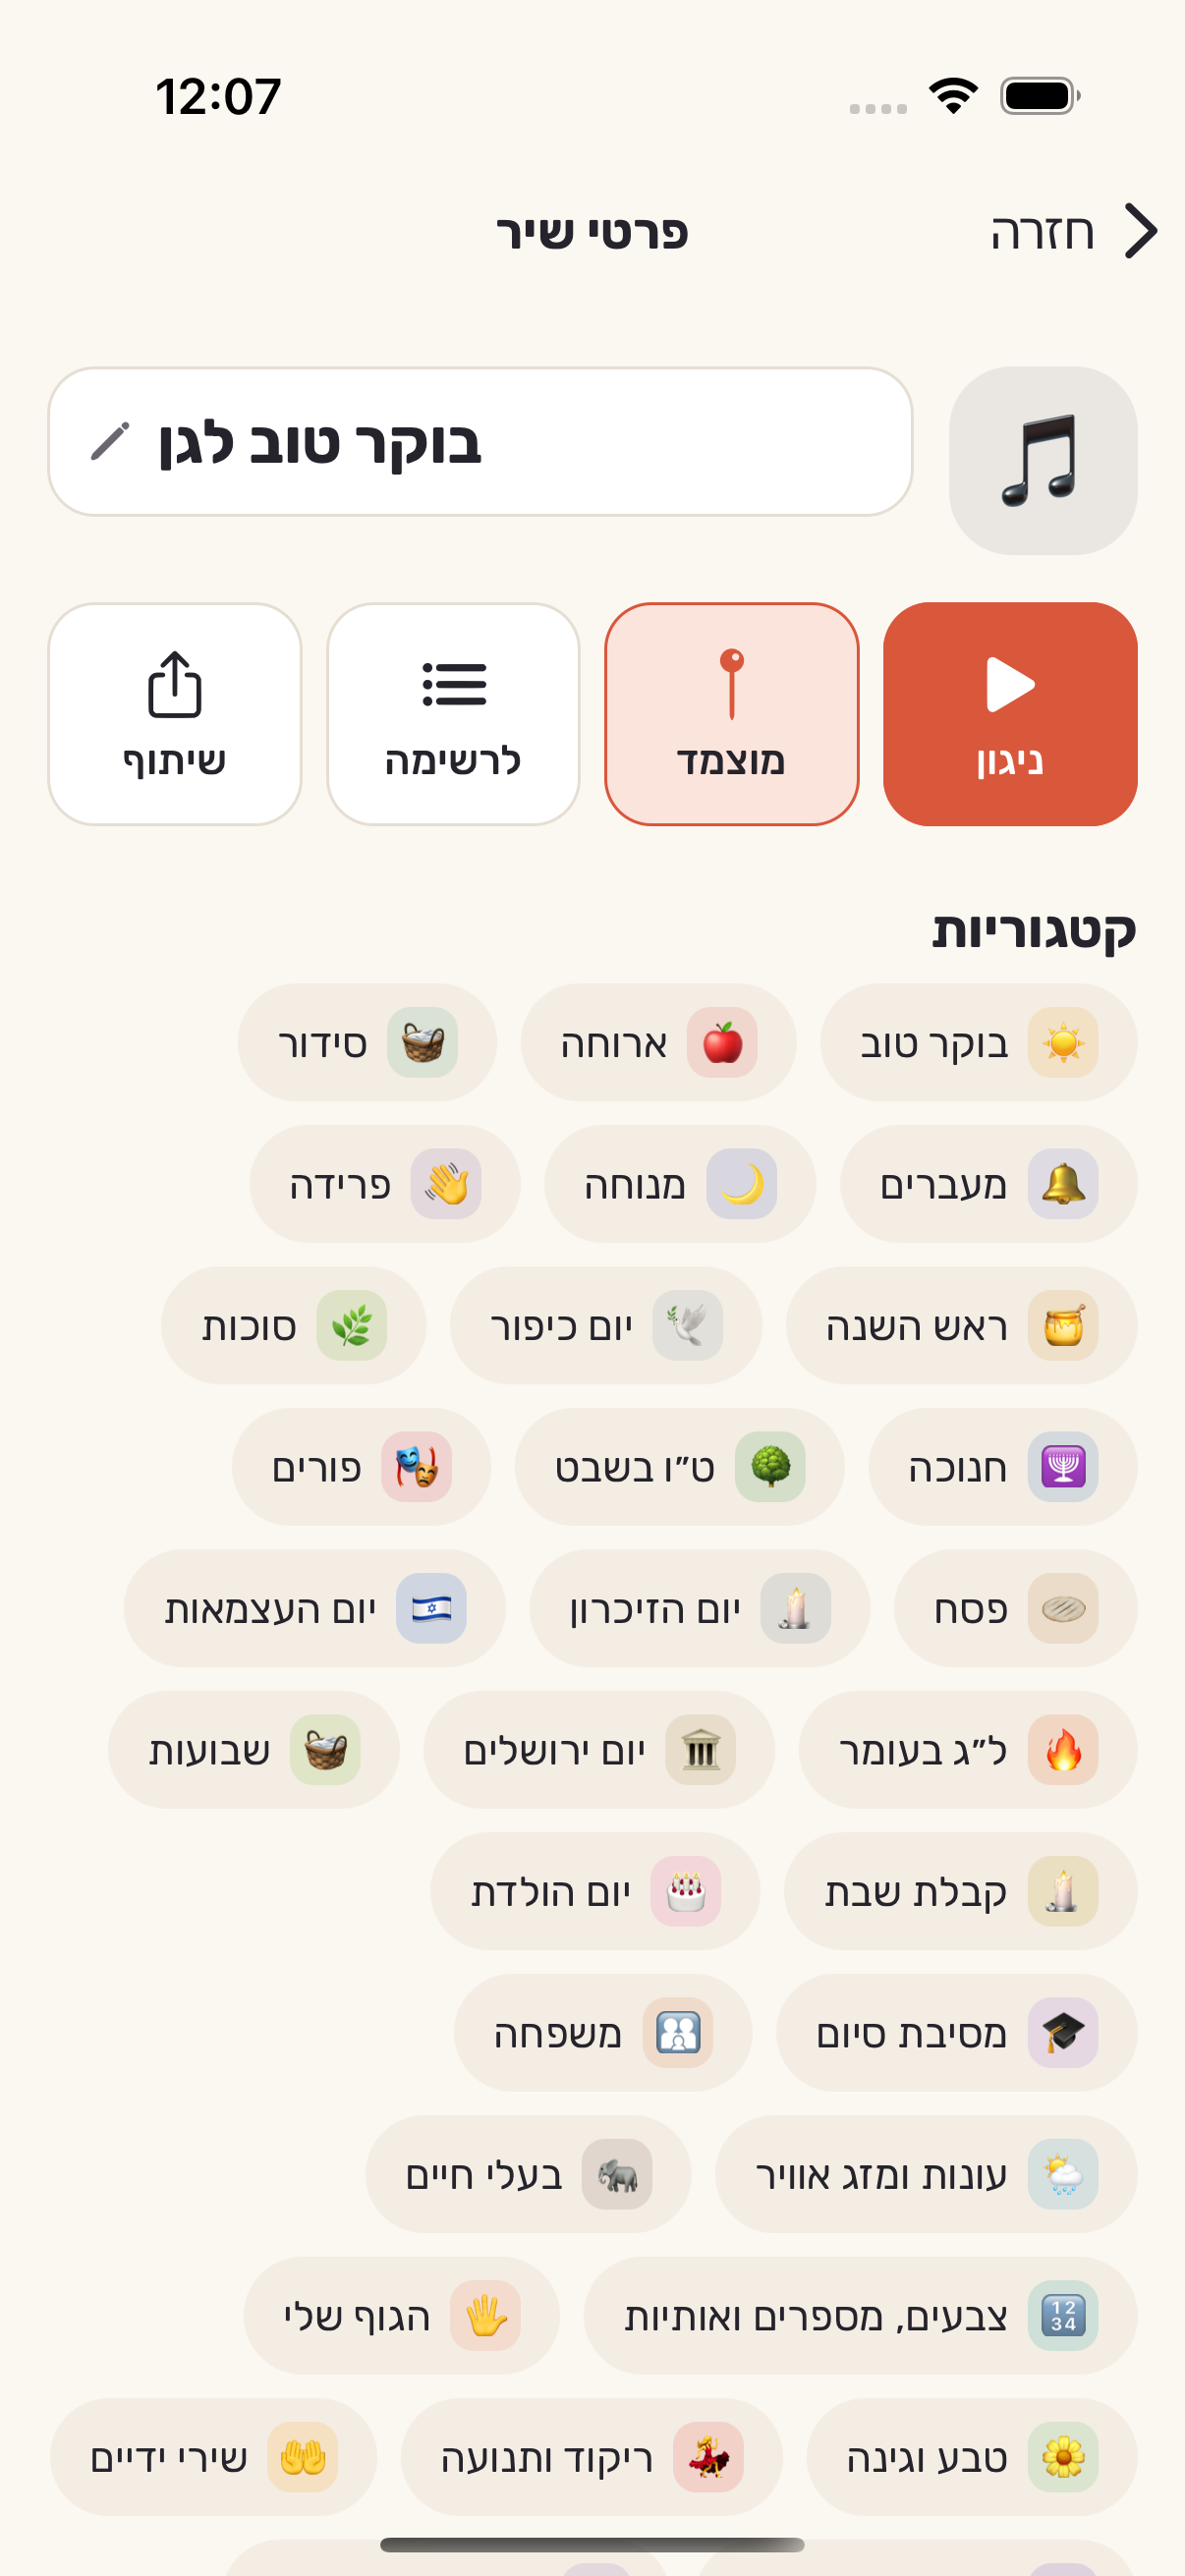 12:07
חזרה
פרטי שיר
בוקר טוב לגן
ניגון
מוצמד
לרשימה
שיתוף
קטגוריות
בוקר טוב
ארוחה
סידור
מעברים
מנוחה
פרידה
ראש השנה
יום כיפור
סוכות
חנוכה
ט״ו בשבט
פורים
פסח
יום הזיכרון
יום העצמאות
ל״ג בעומר
יום ירושלים
שבועות
קבלת שבת
יום הולדת
מסיבת סיום
משפחה
עונות ומזג אוויר
בעלי חיים
צבעים, מספרים ואותיות
הגוף שלי
טבע וגינה
ריקוד ותנועה
שירי ידיים